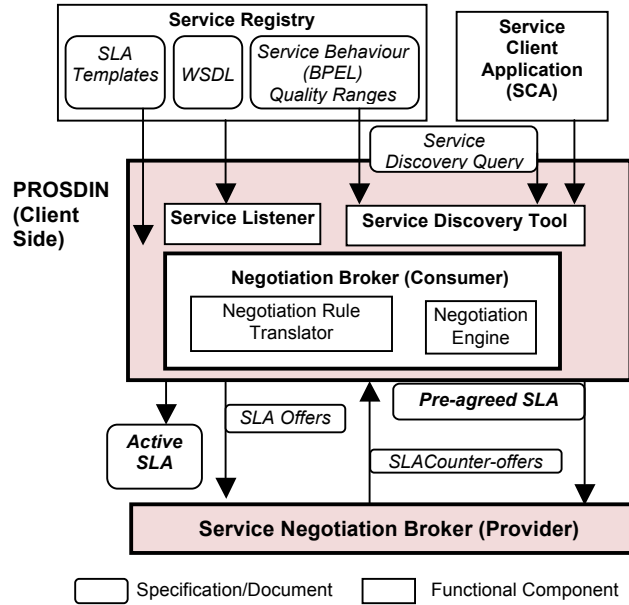 Service Registry
SLA
Templates
WSDL
Service Behaviour
(BPEL)
Quality Ranges
Service
Client
Application
(SCA)
Service
Discovery Query
PROSDIN
(Client
Side)
Service Listener
Service Discovery Tool
Negotiation Broker (Consumer)
Negotiation Rule
Translator
Negotiation
Engine
Active
SLA
SLA Offers
Pre-agreed SLA
SLACounter-offers
Service Negotiation Broker (Provider)
Specification/Document
Functional Component